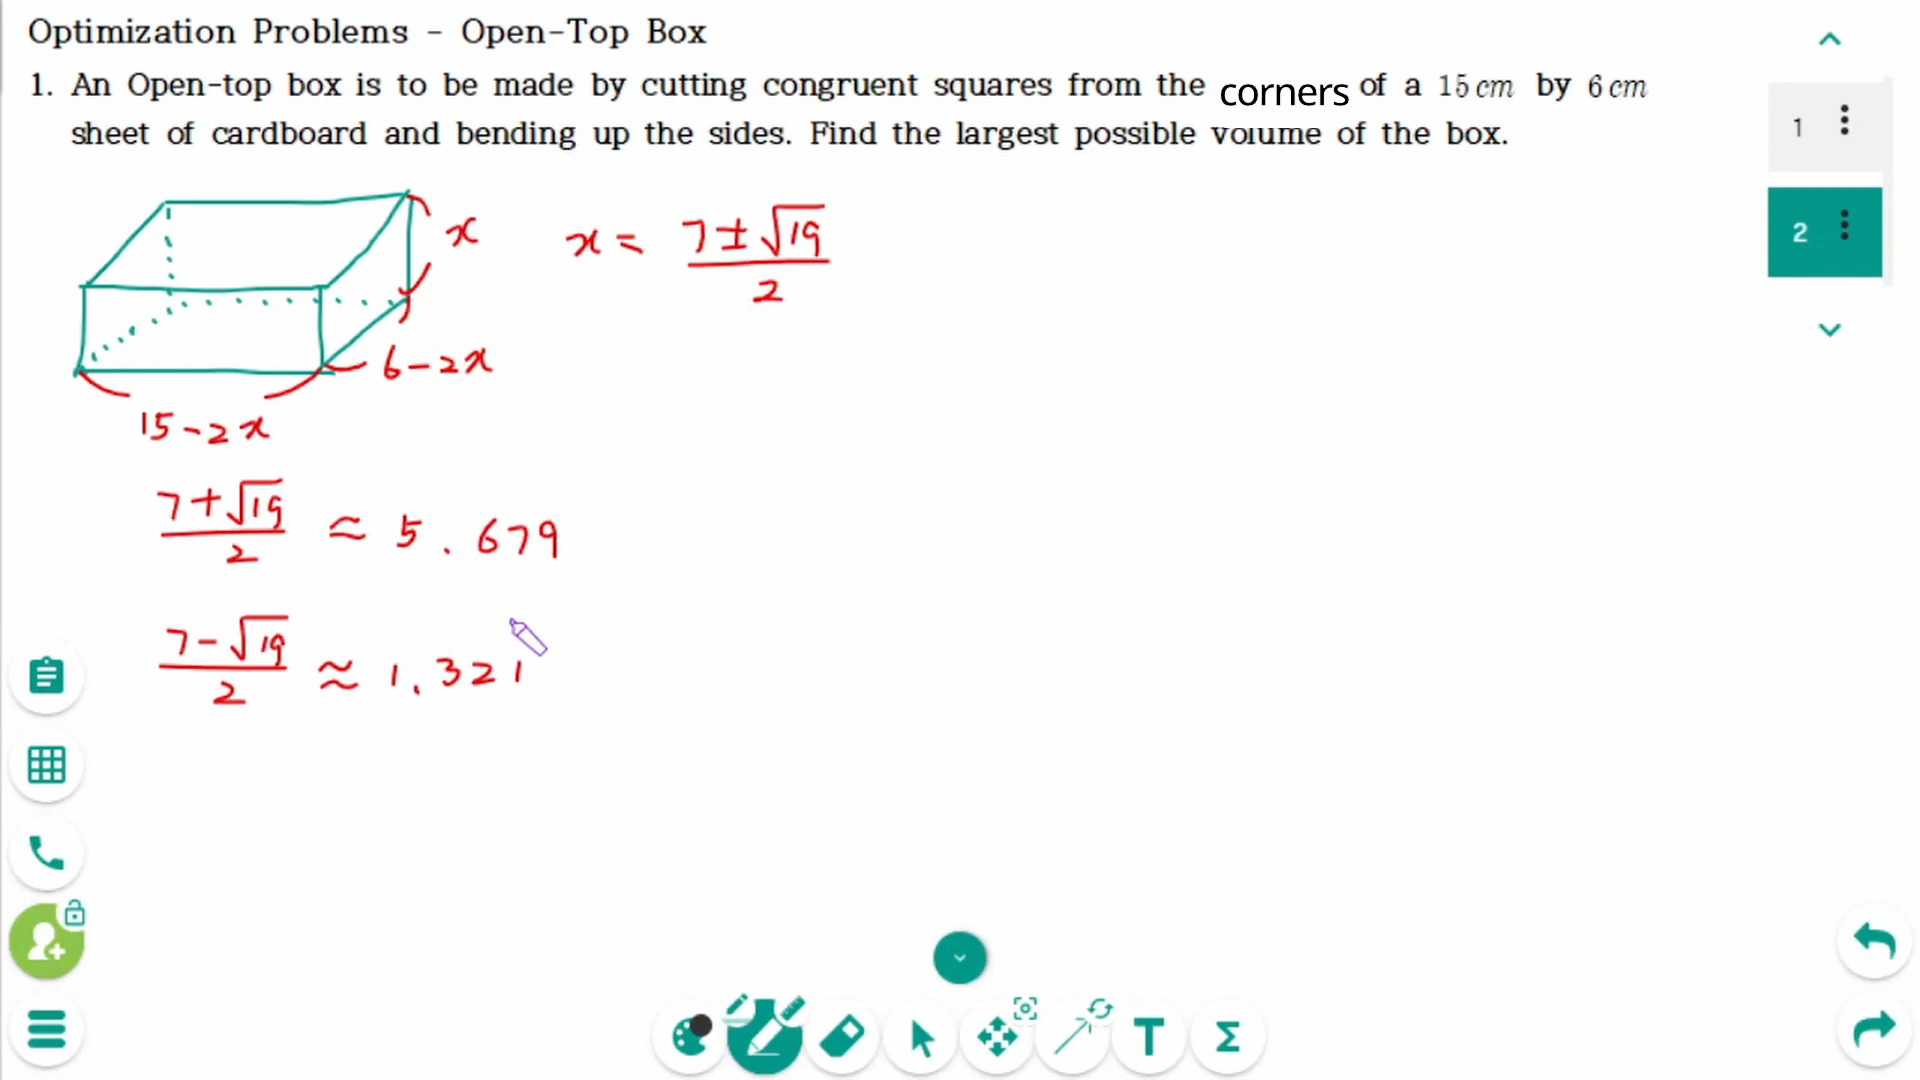 Optimization Problems - Open-Top Box
1. An Open-top box is to be made by cutting congruent squares from the corners of a 15 cm by 6 cm
sheet of cardboard and bending up the sides. Find the largest possible volume of the box.
x
x = (7 ± √19)/2
6 - 2x
15 - 2x
(7 + √19)/2 ≈ 5.679
(7 - √19)/2 ≈ 1.321
1
2
T
Σ